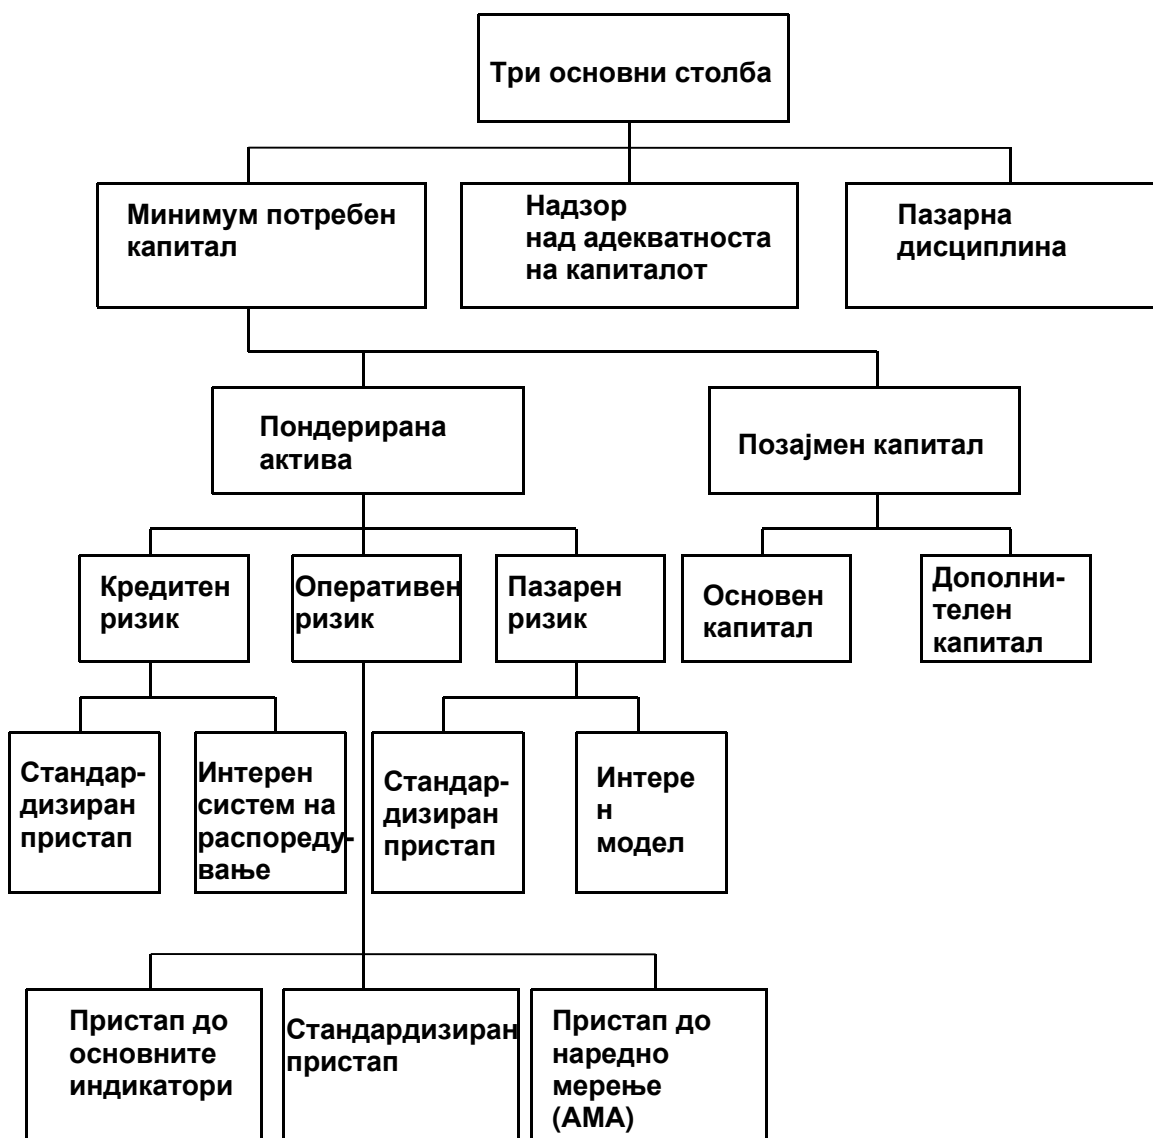 Три основни столба
Минимум потребен
капитал
Надзор
над адекватноста
на капиталот
Пазарна
дисциплина
Пондерирана
актива
Позајмен капитал
Кредитен
ризик
Оперативен
ризик
Пазарен
ризик
Основен
капитал
Дополни-
телен
капитал
Стандар-
дизиран
пристап
Интерен
систем на
распореду-
вање
Стандар-
дизиран
пристап
Интере
н
модел
Пристап до
основните
индикатори
Стандардизиран
пристап
Пристап до
наредно
мерење
(АМА)